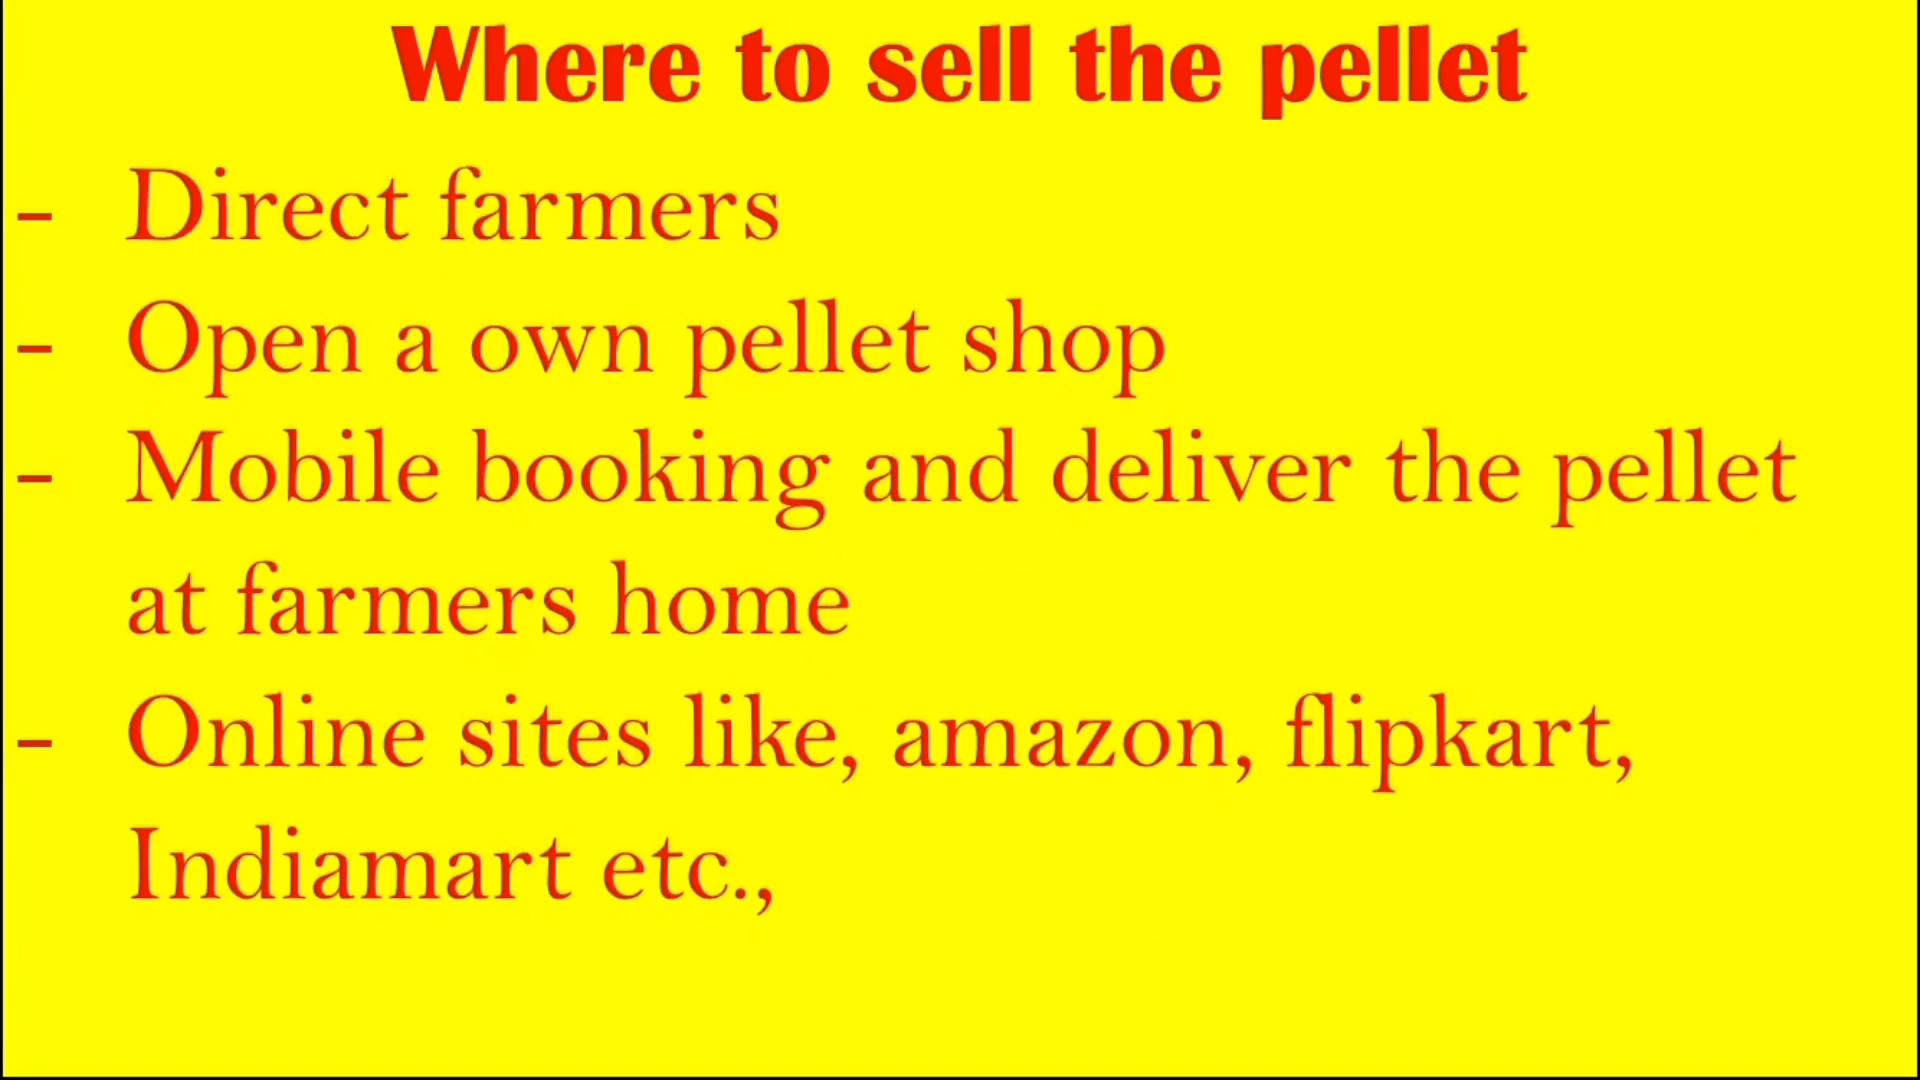 Where to sell the pellet
- Direct farmers
- Open a own pellet shop
- Mobile booking and deliver the pellet
at farmers home
- Online sites like, amazon, flipkart,
Indiamart etc.,